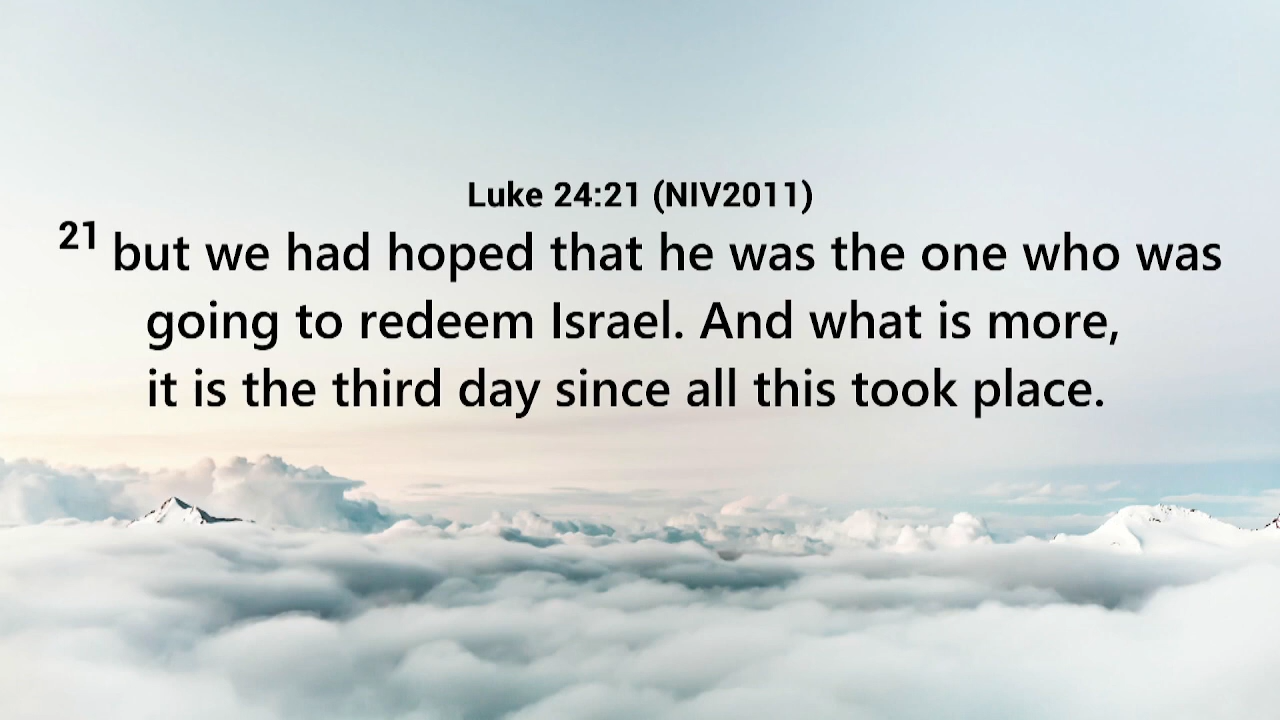 Luke 24:21 (NIV2011)
21 but we had hoped that he was the one who was
going to redeem Israel. And what is more,
it is the third day since all this took place.